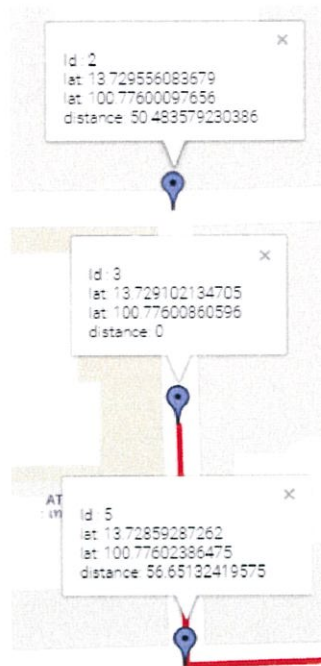 Id : 2
lat: 13.729556083679
lat: 100.77600097656
distance: 50.483579230386
Id : 3
lat: 13.729102134705
lat: 100.77600860596
distance: 0
AT
Id : 5
lat: 13.72859287262
lat: 100.77602386475
distance: 56.65132419575